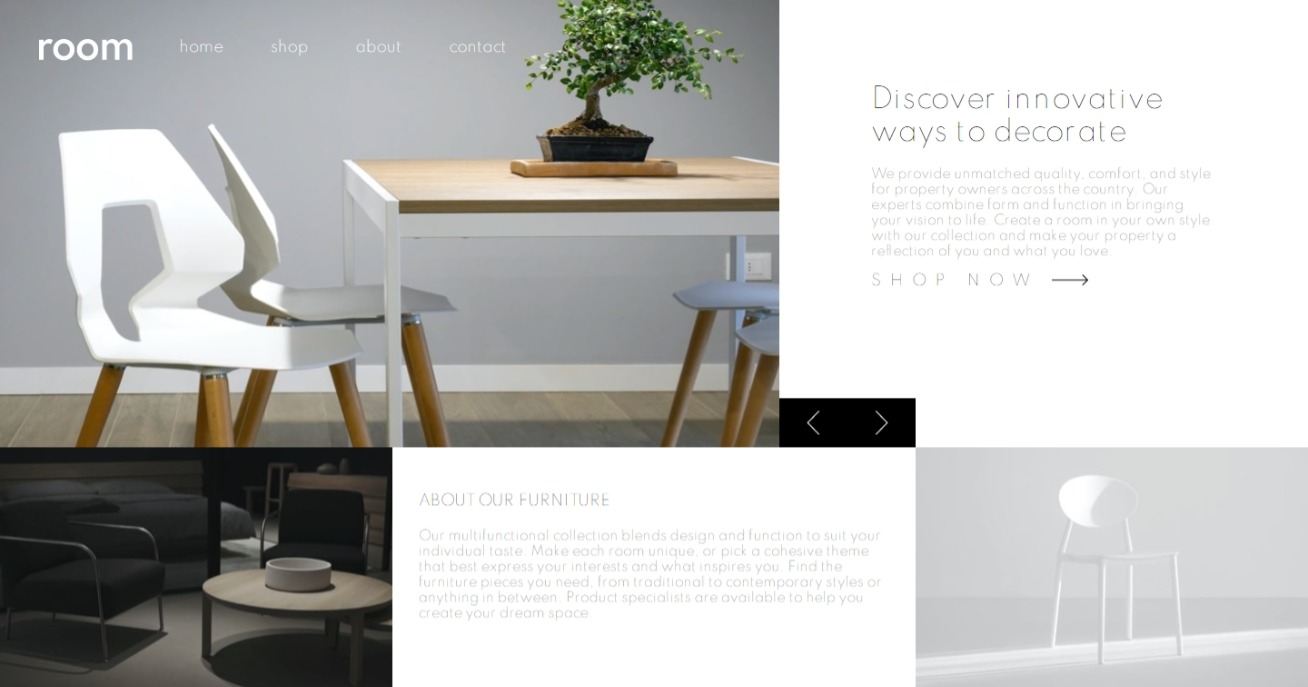 room
home shop about contact
Discover innovative
ways to decorate
We provide unmatched quality, comfort, and style
for property owners across the country. Our
experts combine form and function in bringing
your vision to life. Create a room in your own style
with our collection and make your property a
reflection of you and what you love.
SHOP NOW
ABOUT OUR FURNITURE
Our multifunctional collection blends design and function to suit your
individual taste. Make each room unique, or pick a cohesive theme
that best express your interests and what inspires you. Find the
furniture pieces you need, from traditional to contemporary styles or
anything in between. Product specialists are available to help you
create your dream space.